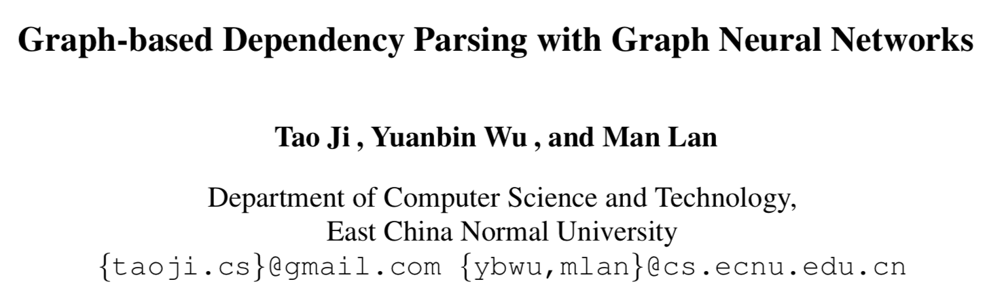 Graph-based Dependency Parsing with Graph Neural Networks
Tao Ji , Yuanbin Wu , and Man Lan
Department of Computer Science and Technology,
East China Normal University
{taoji.cs}@gmail.com {ybwu,mlan}@cs.ecnu.edu.cn